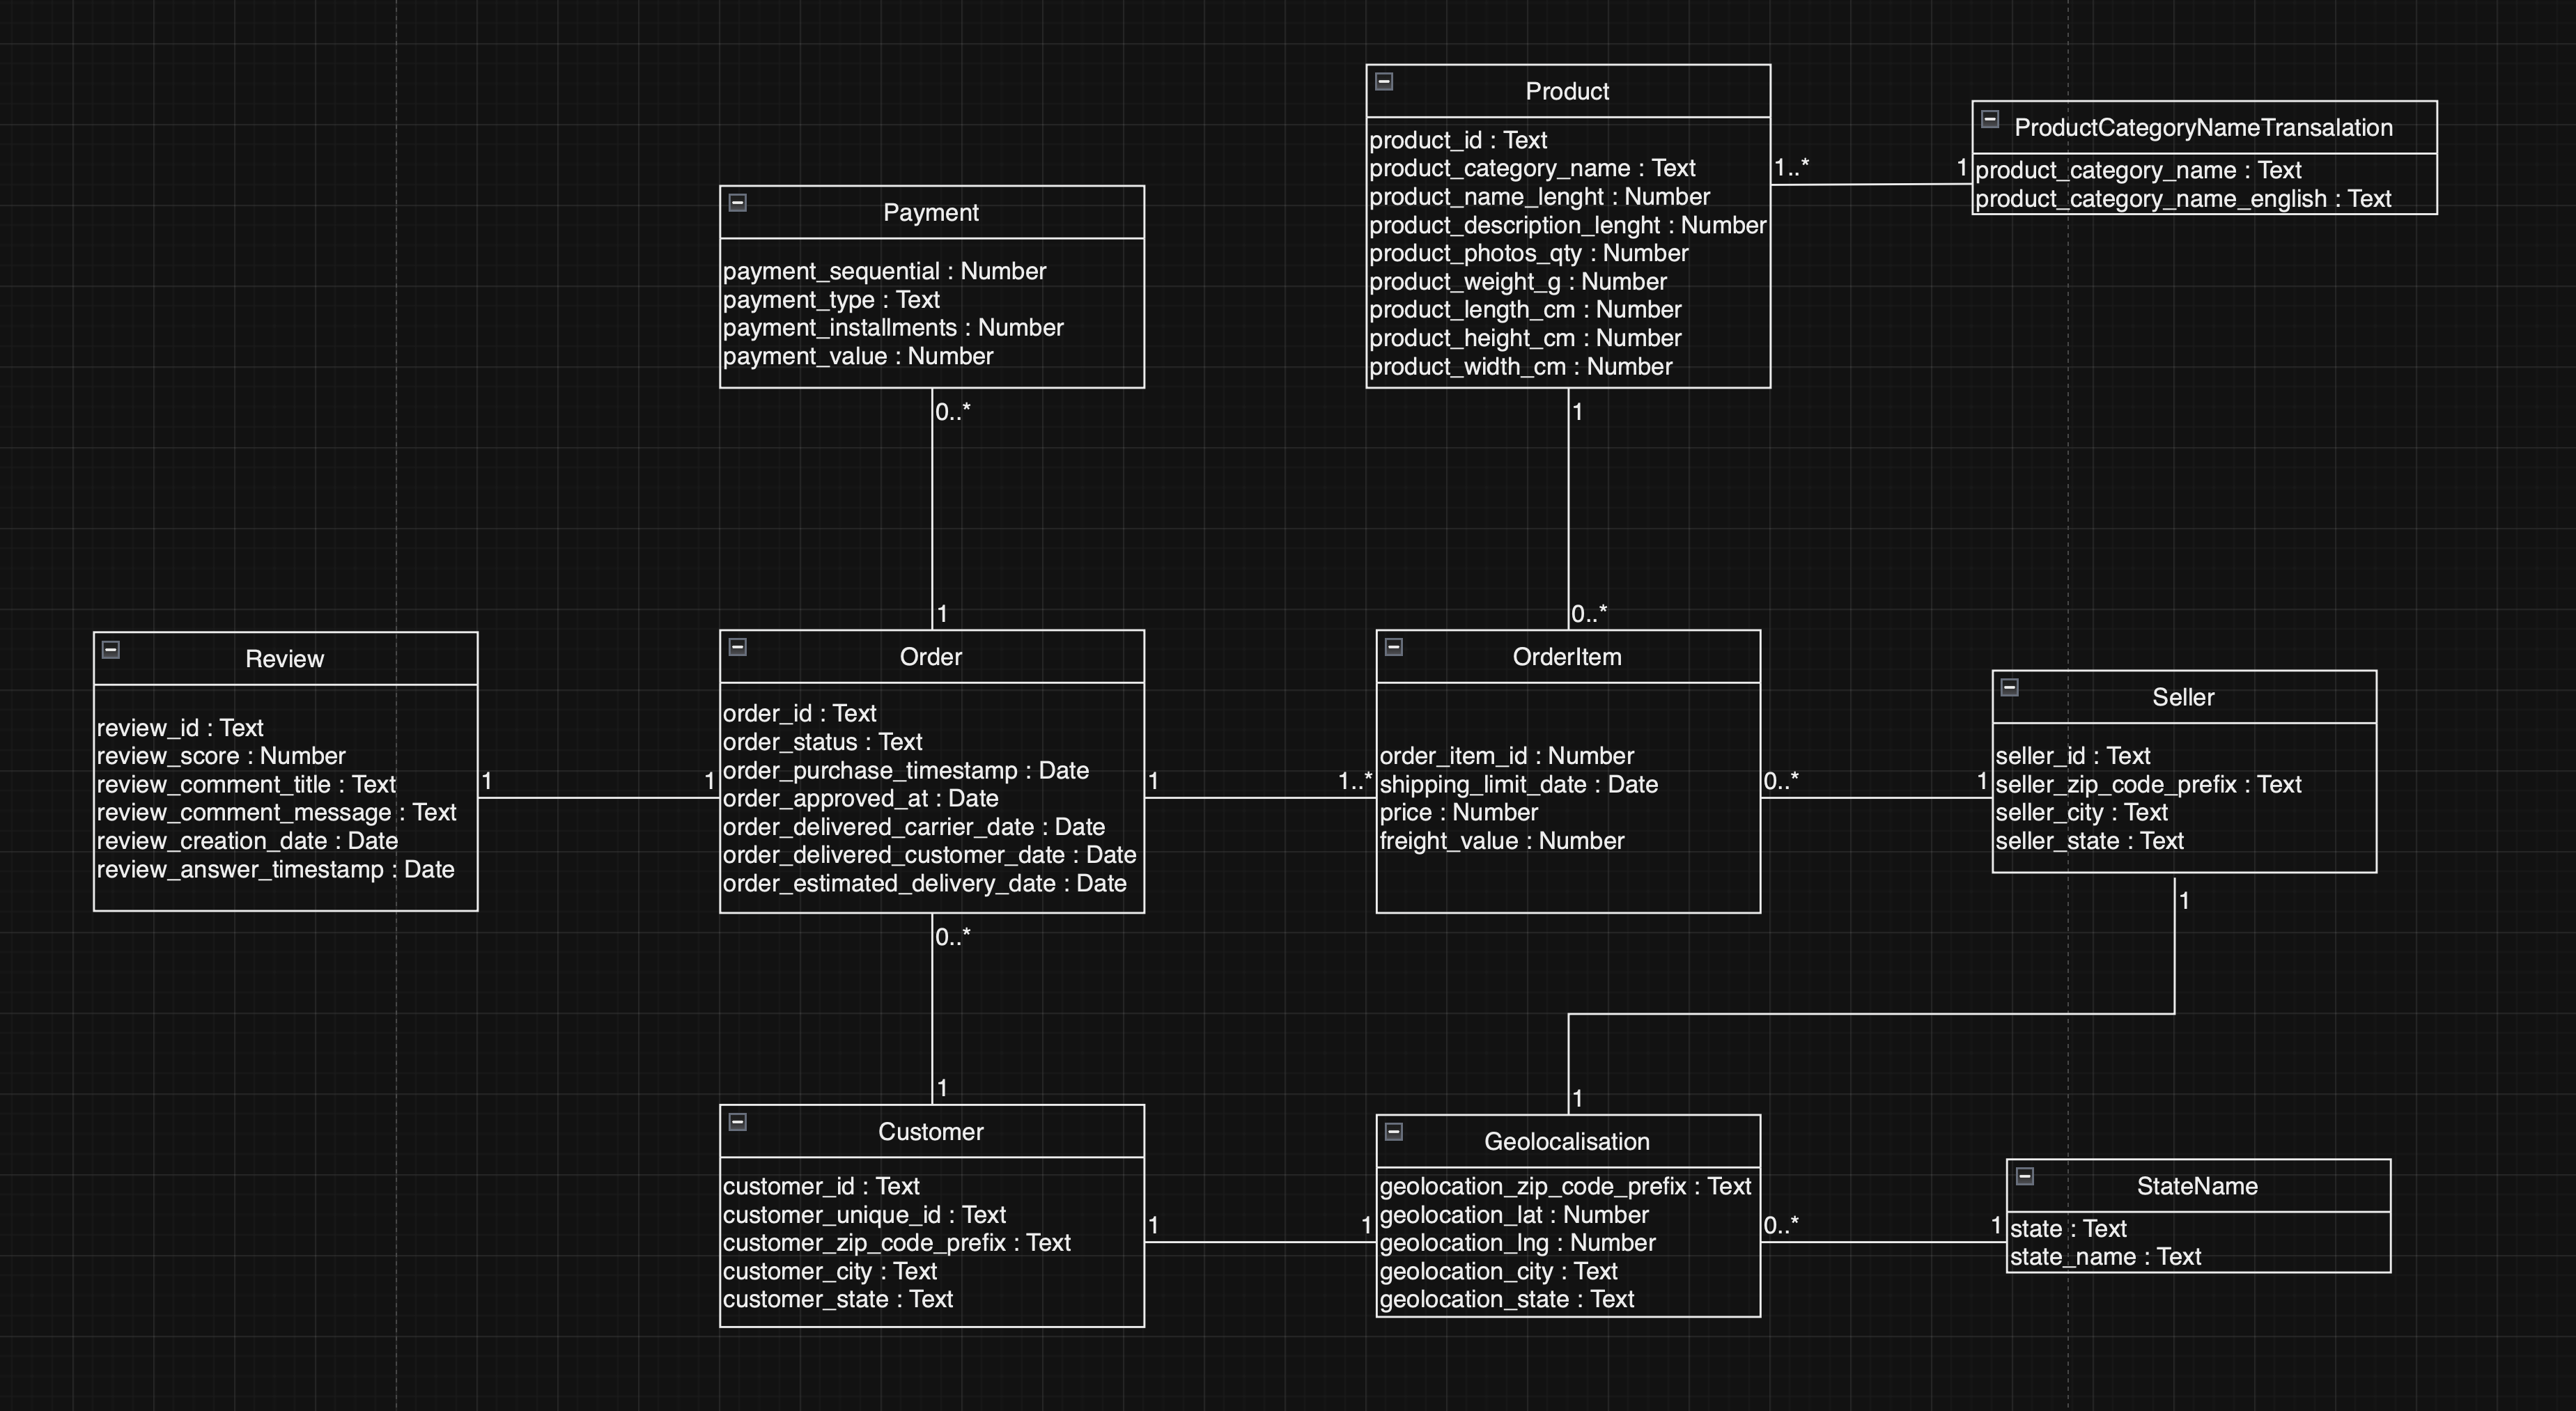 Product
product_id : Text
product_category_name : Text
product_name_lenght : Number
product_description_lenght : Number
product_photos_qty : Number
product_weight_g : Number
product_length_cm : Number
product_height_cm : Number
product_width_cm : Number
1..*
1
ProductCategoryNameTransalation
product_category_name : Text
product_category_name_english : Text
Payment
payment_sequential : Number
payment_type : Text
payment_installments : Number
payment_value : Number
0..*
1
1
0..*
Review
review_id : Text
review_score : Number
review_comment_title : Text
review_comment_message : Text
review_creation_date : Date
review_answer_timestamp : Date
1
1
Order
order_id : Text
order_status : Text
order_purchase_timestamp : Date
order_approved_at : Date
order_delivered_carrier_date : Date
order_delivered_customer_date : Date
order_estimated_delivery_date : Date
1
1..*
OrderItem
order_item_id : Number
shipping_limit_date : Date
price : Number
freight_value : Number
0..*
1
Seller
seller_id : Text
seller_zip_code_prefix : Text
seller_city : Text
seller_state : Text
1
0..*
1
1
Customer
customer_id : Text
customer_unique_id : Text
customer_zip_code_prefix : Text
customer_city : Text
customer_state : Text
1
1
Geolocalisation
geolocation_zip_code_prefix : Text
geolocation_lat : Number
geolocation_lng : Number
geolocation_city : Text
geolocation_state : Text
0..*
1
StateName
state : Text
state_name : Text